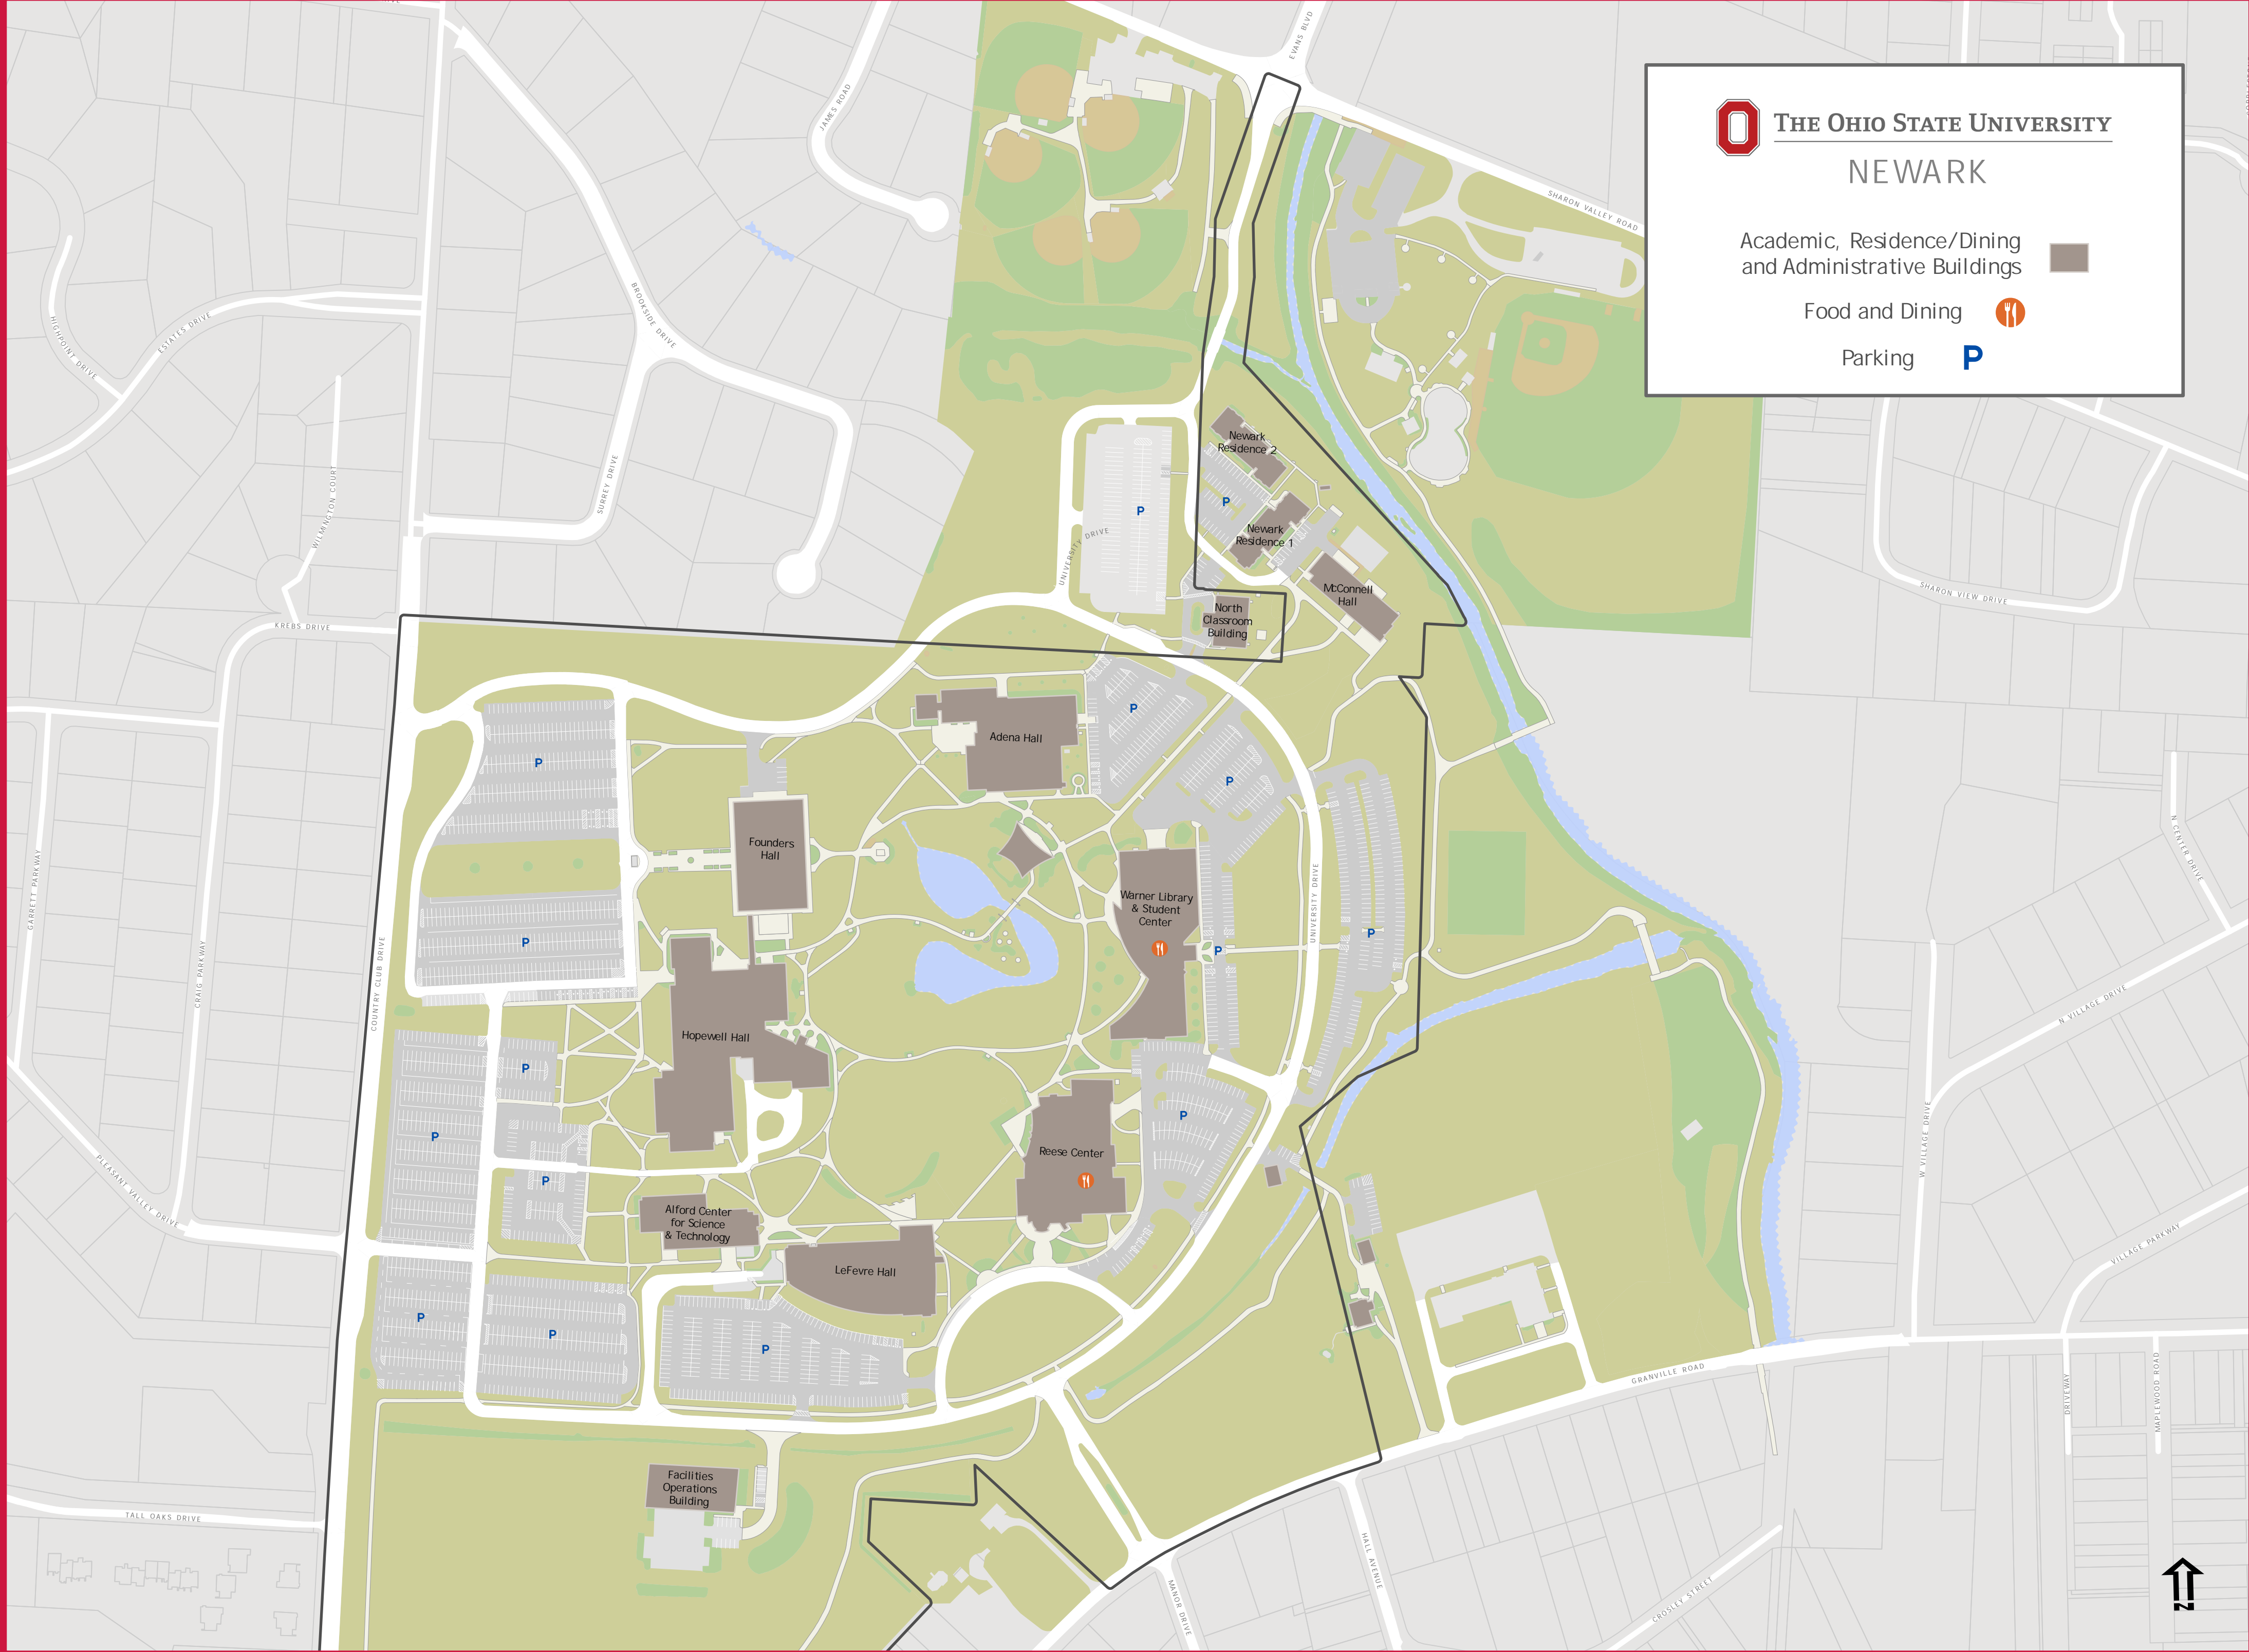 EVANS BLVD
JAMES ROAD
THE OHIO STATE UNIVERSITY
NEWARK
Academic, Residence/Dining
and Administrative Buildings
Food and Dining
Parking
P
SHARON VALLEY ROAD
BROOKSIDE DRIVE
HIGHPOINT DRIVE
ESTATES DRIVE
SURREY DRIVE
WILMINGTON COURT
Newark
Residence 2
P
P
Newark
Residence 1
UNIVERSITY DRIVE
McConnell
Hall
North
Classroom
Building
SHARON VIEW DRIVE
KREBS DRIVE
P
Adena Hall
P
P
Founders
Hall
N CENTER DRIVE
GARRETT PARKWAY
CRAIG PARKWAY
COUNTRY CLUB DRIVE
Warner Library
& Student
Center
UNIVERSITY DRIVE
P
P
P
N VILLAGE DRIVE
Hopewell Hall
P
P
P
W VILLAGE DRIVE
Reese Center
PLEASANT VALLEY DRIVE
P
Alford Center
for Science
& Technology
VILLAGE PARKWAY
LeFevre Hall
P
P
P
GRANVILLE ROAD
DRIVEWAY
MAPLEWOOD ROAD
Facilities
Operations
Building
TALL OAKS DRIVE
HALL AVENUE
MANOR DRIVE
CROSLEY STREET
N